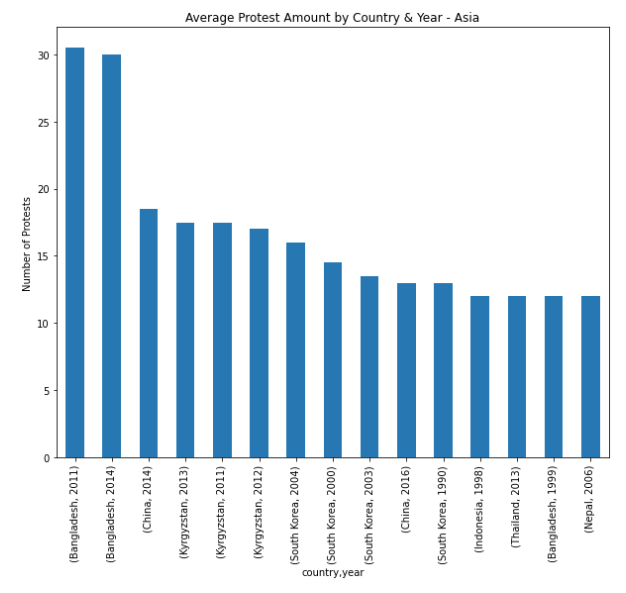 Average Protest Amount by Country & Year - Asia
Number of Protests
30
25
20
15
10
5
0
(Bangladesh, 2011)
(Bangladesh, 2014)
(China, 2014)
(Kyrgyzstan, 2013)
(Kyrgyzstan, 2011)
(Kyrgyzstan, 2012)
(South Korea, 2004)
(South Korea, 2000)
(South Korea, 2003)
(China, 2016)
(South Korea, 1990)
(Indonesia, 1998)
(Thailand, 2013)
(Bangladesh, 1999)
(Nepal, 2006)
country,year